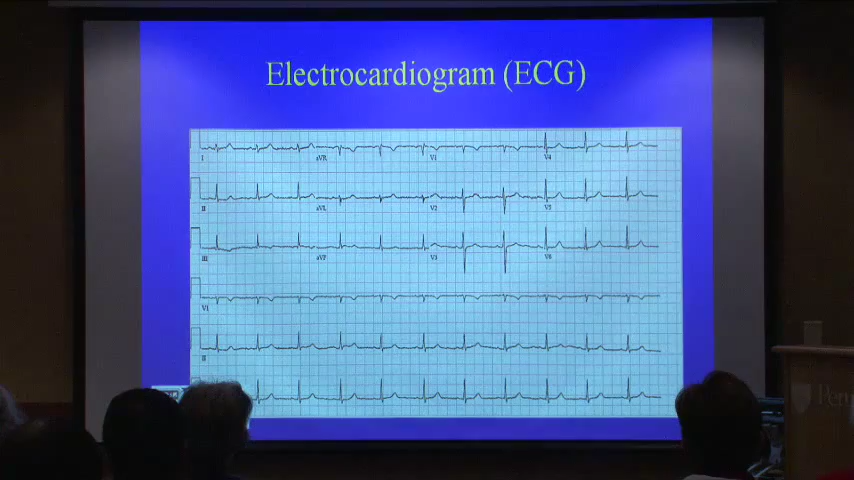 Electrocardiogram (ECG)
I aVR V1 V4
II aVL V2 V5
III aVF V3 V6
V1
II